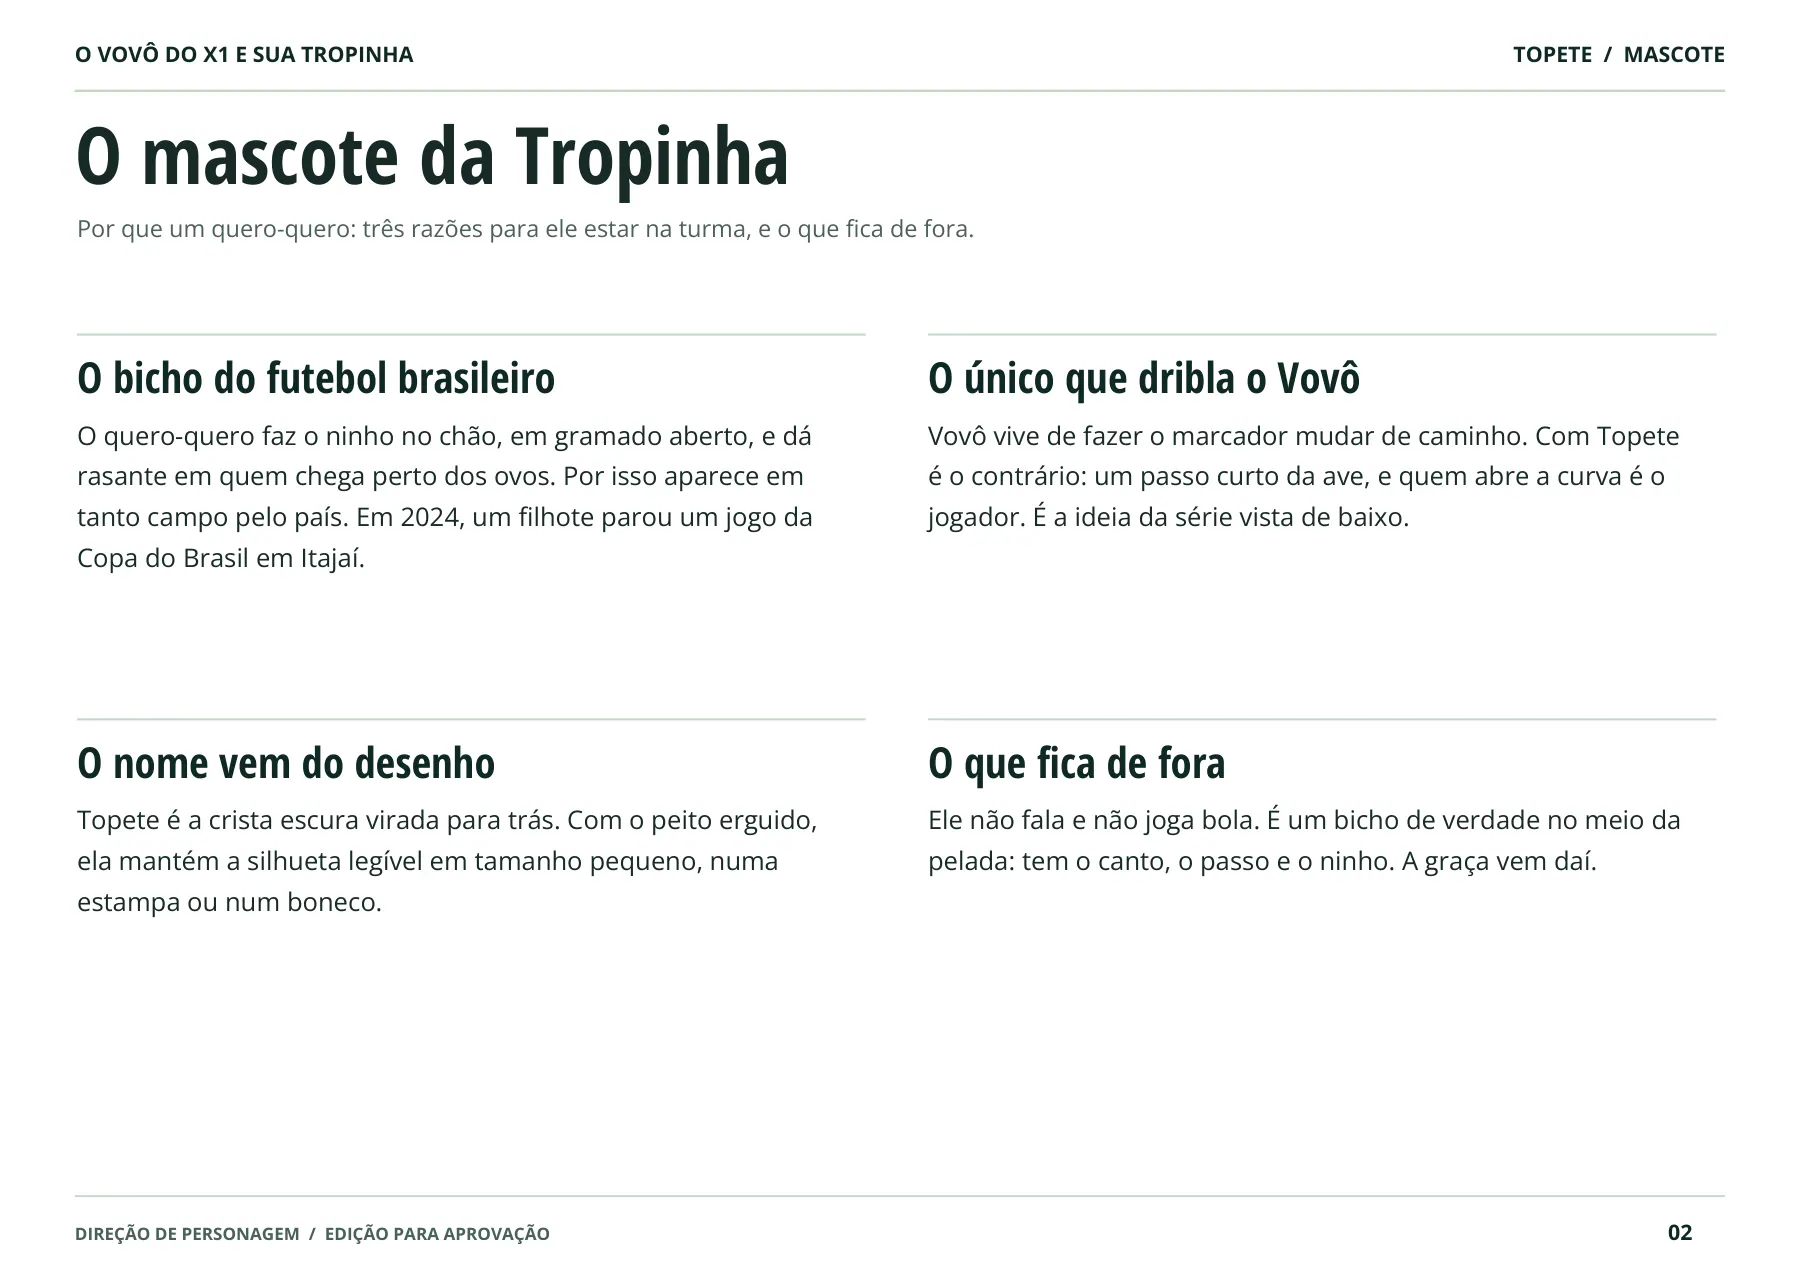 O VOVÔ DO X1 E SUA TROPINHA
TOPETE / MASCOTE
O mascote da Tropinha
Por que um quero-quero: três razões para ele estar na turma, e o que fica de fora.
O bicho do futebol brasileiro
O quero-quero faz o ninho no chão, em gramado aberto, e dá
rasante em quem chega perto dos ovos. Por isso aparece em
tanto campo pelo país. Em 2024, um filhote parou um jogo da
Copa do Brasil em Itajaí.
O único que dribla o Vovô
Vovô vive de fazer o marcador mudar de caminho. Com Topete
é o contrário: um passo curto da ave, e quem abre a curva é o
jogador. É a ideia da série vista de baixo.
O nome vem do desenho
Topete é a crista escura virada para trás. Com o peito erguido,
ela mantém a silhueta legível em tamanho pequeno, numa
estampa ou num boneco.
O que fica de fora
Ele não fala e não joga bola. É um bicho de verdade no meio da
pelada: tem o canto, o passo e o ninho. A graça vem daí.
DIREÇÃO DE PERSONAGEM / EDIÇÃO PARA APROVAÇÃO
02